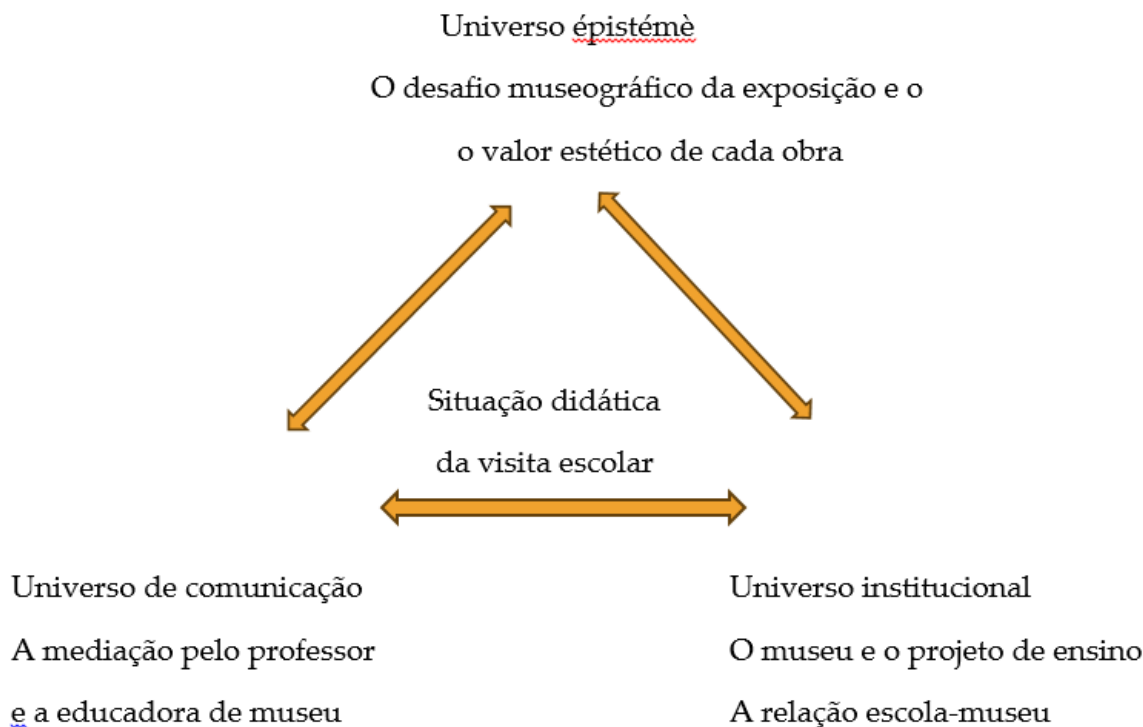 Universo épistémè
O desafio museográfico da exposição e o
o valor estético de cada obra
Situação didática
da visita escolar
Universo de comunicação
A mediação pelo professor
e a educadora de museu
Universo institucional
O museu e o projeto de ensino
A relação escola-museu